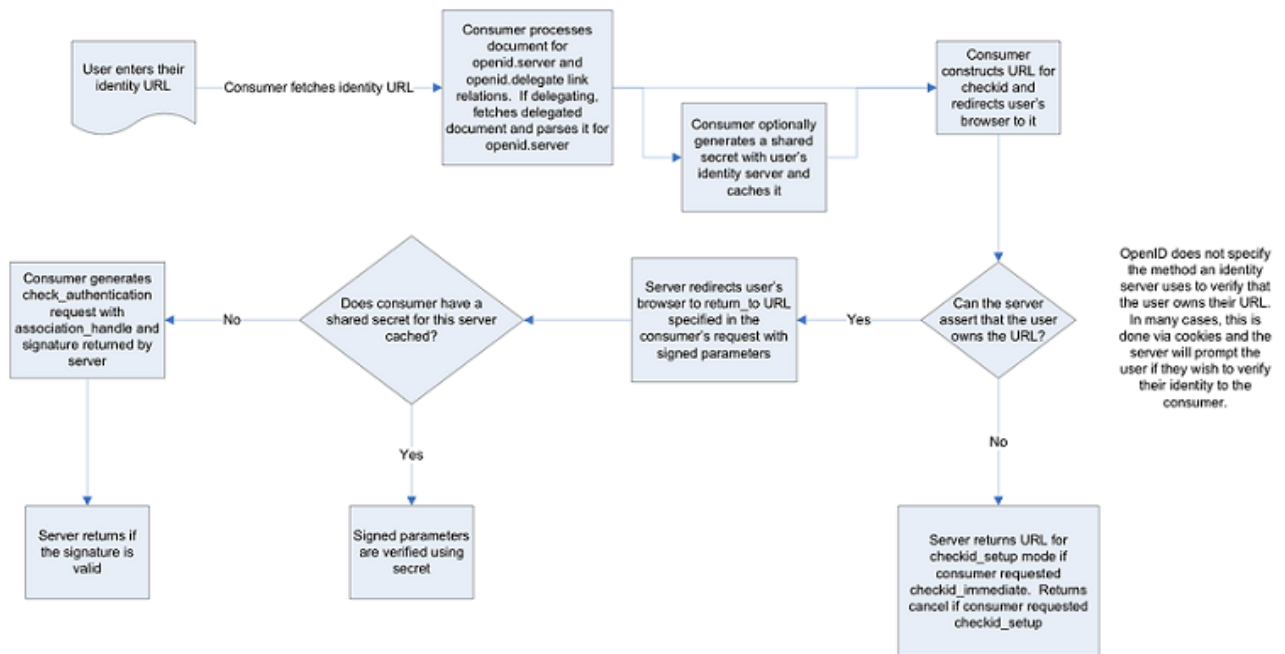 User enters their
identity URL
Consumer fetches identity URL
Consumer processes
document for
openid.server and
openid.delegate link
relations.  If delegating,
fetches delegated
document and parses it for
openid.server
Consumer optionally
generates a shared
secret with user's
identity server and
caches it
Consumer
constructs URL for
checkid and
redirects user's
browser to it
Consumer generates
check_authentication
request with
association_handle and
signature returned by
server
No
Does consumer have a
shared secret for this server
cached?
Server redirects user's
browser to return_to URL
specified in the
consumer's request with
signed parameters
Yes
Can the server
assert that the user
owns the URL?
OpenID does not specify
the method an identity
server uses to verify that
the user owns their URL.
In many cases, this is
done via cookies and the
server will prompt the
user if they wish to verify
their identity to the
consumer.
Yes
No
Server returns if
the signature is
valid
Signed parameters
are verified using
secret
Server returns URL for
checkid_setup mode if
consumer requested
checkid_immediate.  Returns
cancel if consumer requested
checkid_setup